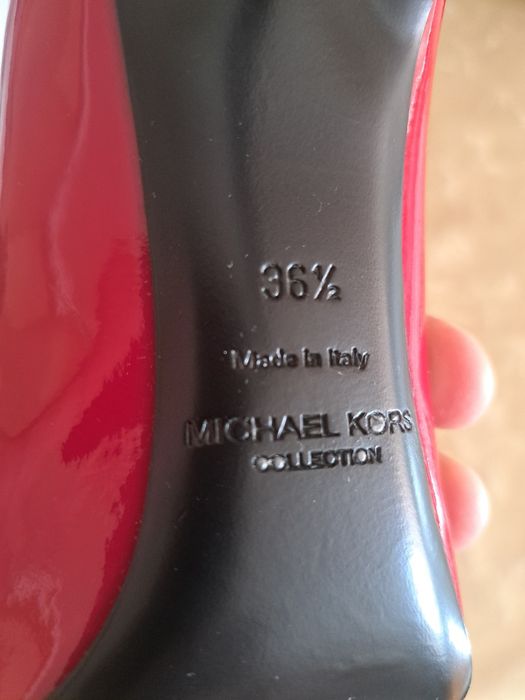 36½
Made in Italy
MICHAEL KORS
COLLECTION